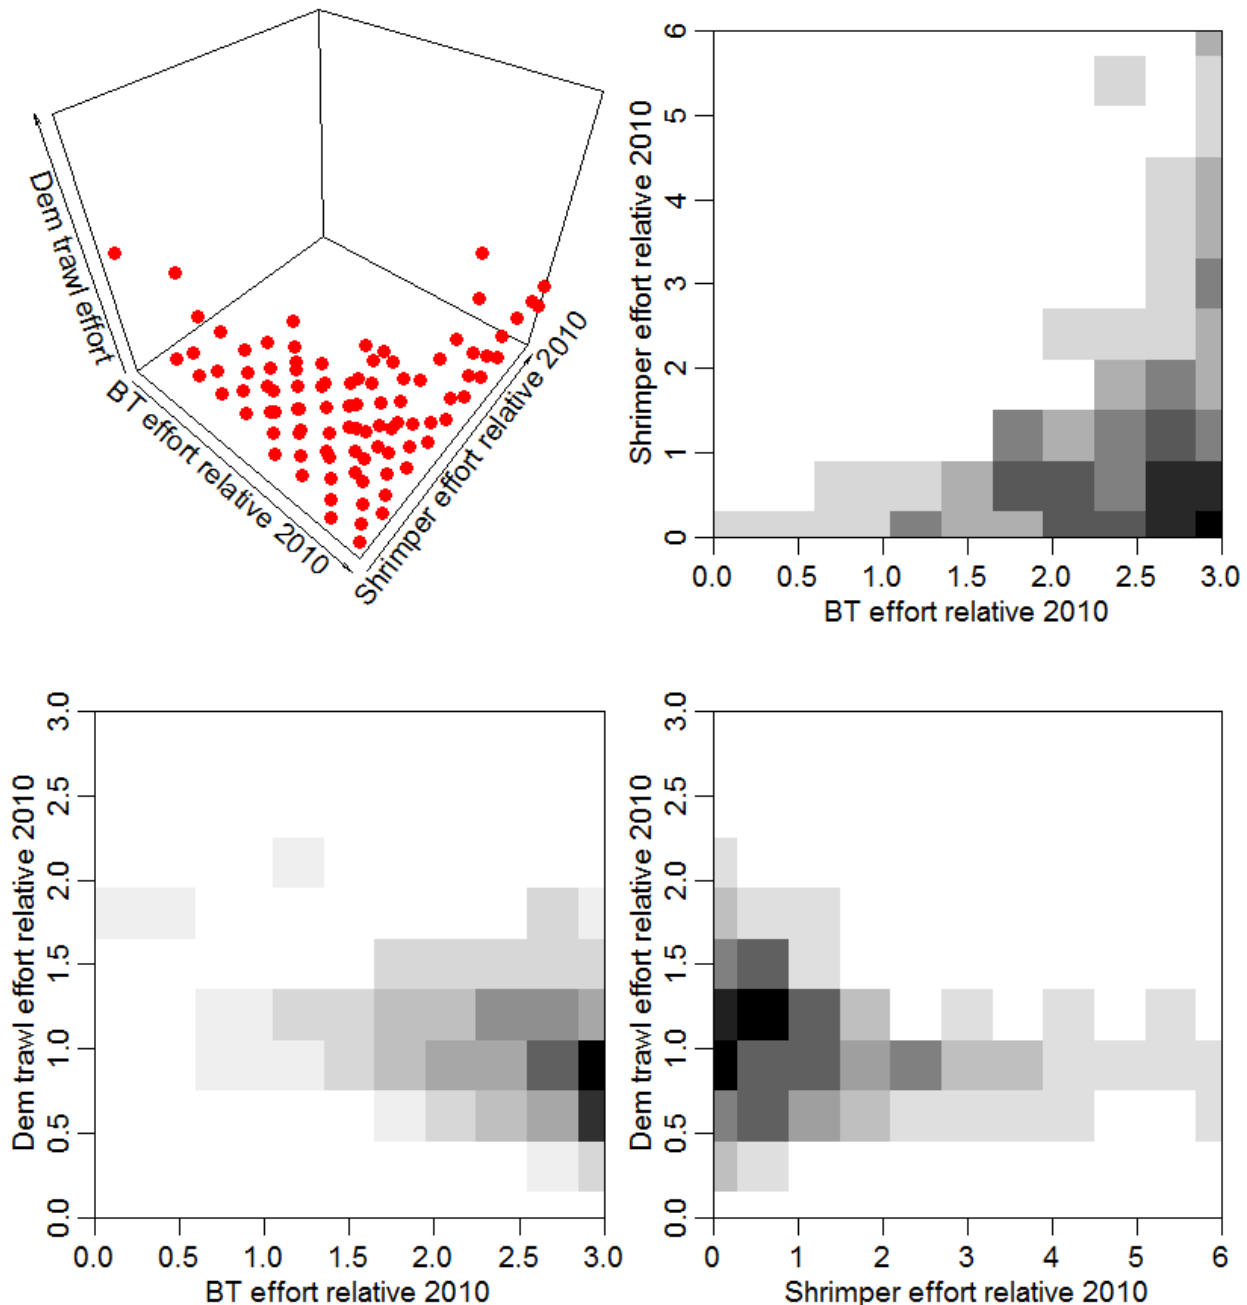 Dem trawl effort
BT effort relative 2010
Shrimper effort relative 2010
Shrimper effort relative 2010
6
5
4
3
2
1
0
0.0 0.5 1.0 1.5 2.0 2.5 3.0
BT effort relative 2010
Dem trawl effort relative 2010
3.0
2.5
2.0
1.5
1.0
0.5
0.0
0.0 0.5 1.0 1.5 2.0 2.5 3.0
BT effort relative 2010
Dem trawl effort relative 2010
3.0
2.5
2.0
1.5
1.0
0.5
0.0
0 1 2 3 4 5 6
Shrimper effort relative 2010